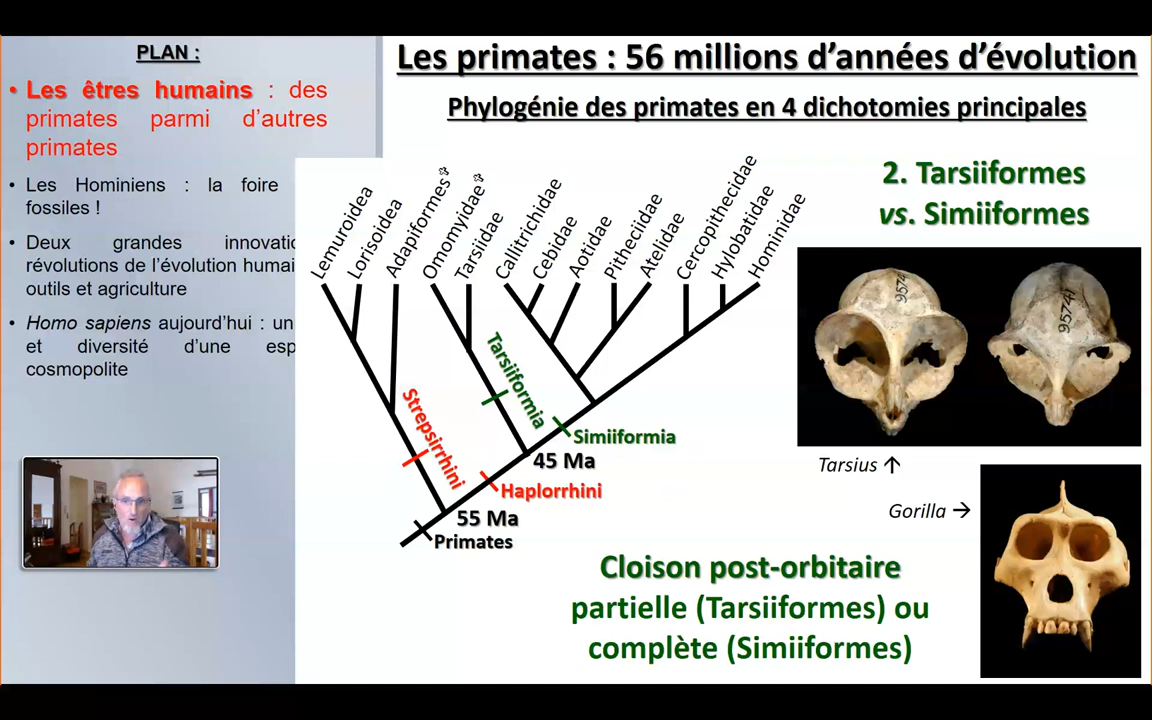 PLAN :
• Les êtres humains : des
primates parmi d'autres
primates
• Les Hominiens : la foire
fossiles !
• Deux grandes innovatio
révolutions de l'évolution humai
outils et agriculture
• Homo sapiens aujourd'hui : un
et diversité d'une esp
cosmopolite
Les primates : 56 millions d'années d'évolution
Phylogénie des primates en 4 dichotomies principales
Lemuroidea
Lorisoidea
Adapiformes✞
Omomyidae✞
Tarsiidae
Callitrichidae
Cebidae
Aotidae
Pitheciidae
Atelidae
Cercopithecidae
Hylobatidae
Hominidae
Strepsirrhini
Tarsiiformia
Simiiformia
45 Ma
Haplorrhini
55 Ma
Primates
2. Tarsiiformes
vs. Simiiformes
9574
9574
Tarsius ↑
Gorilla →
Cloison post-orbitaire
partielle (Tarsiiformes) ou
complète (Simiiformes)